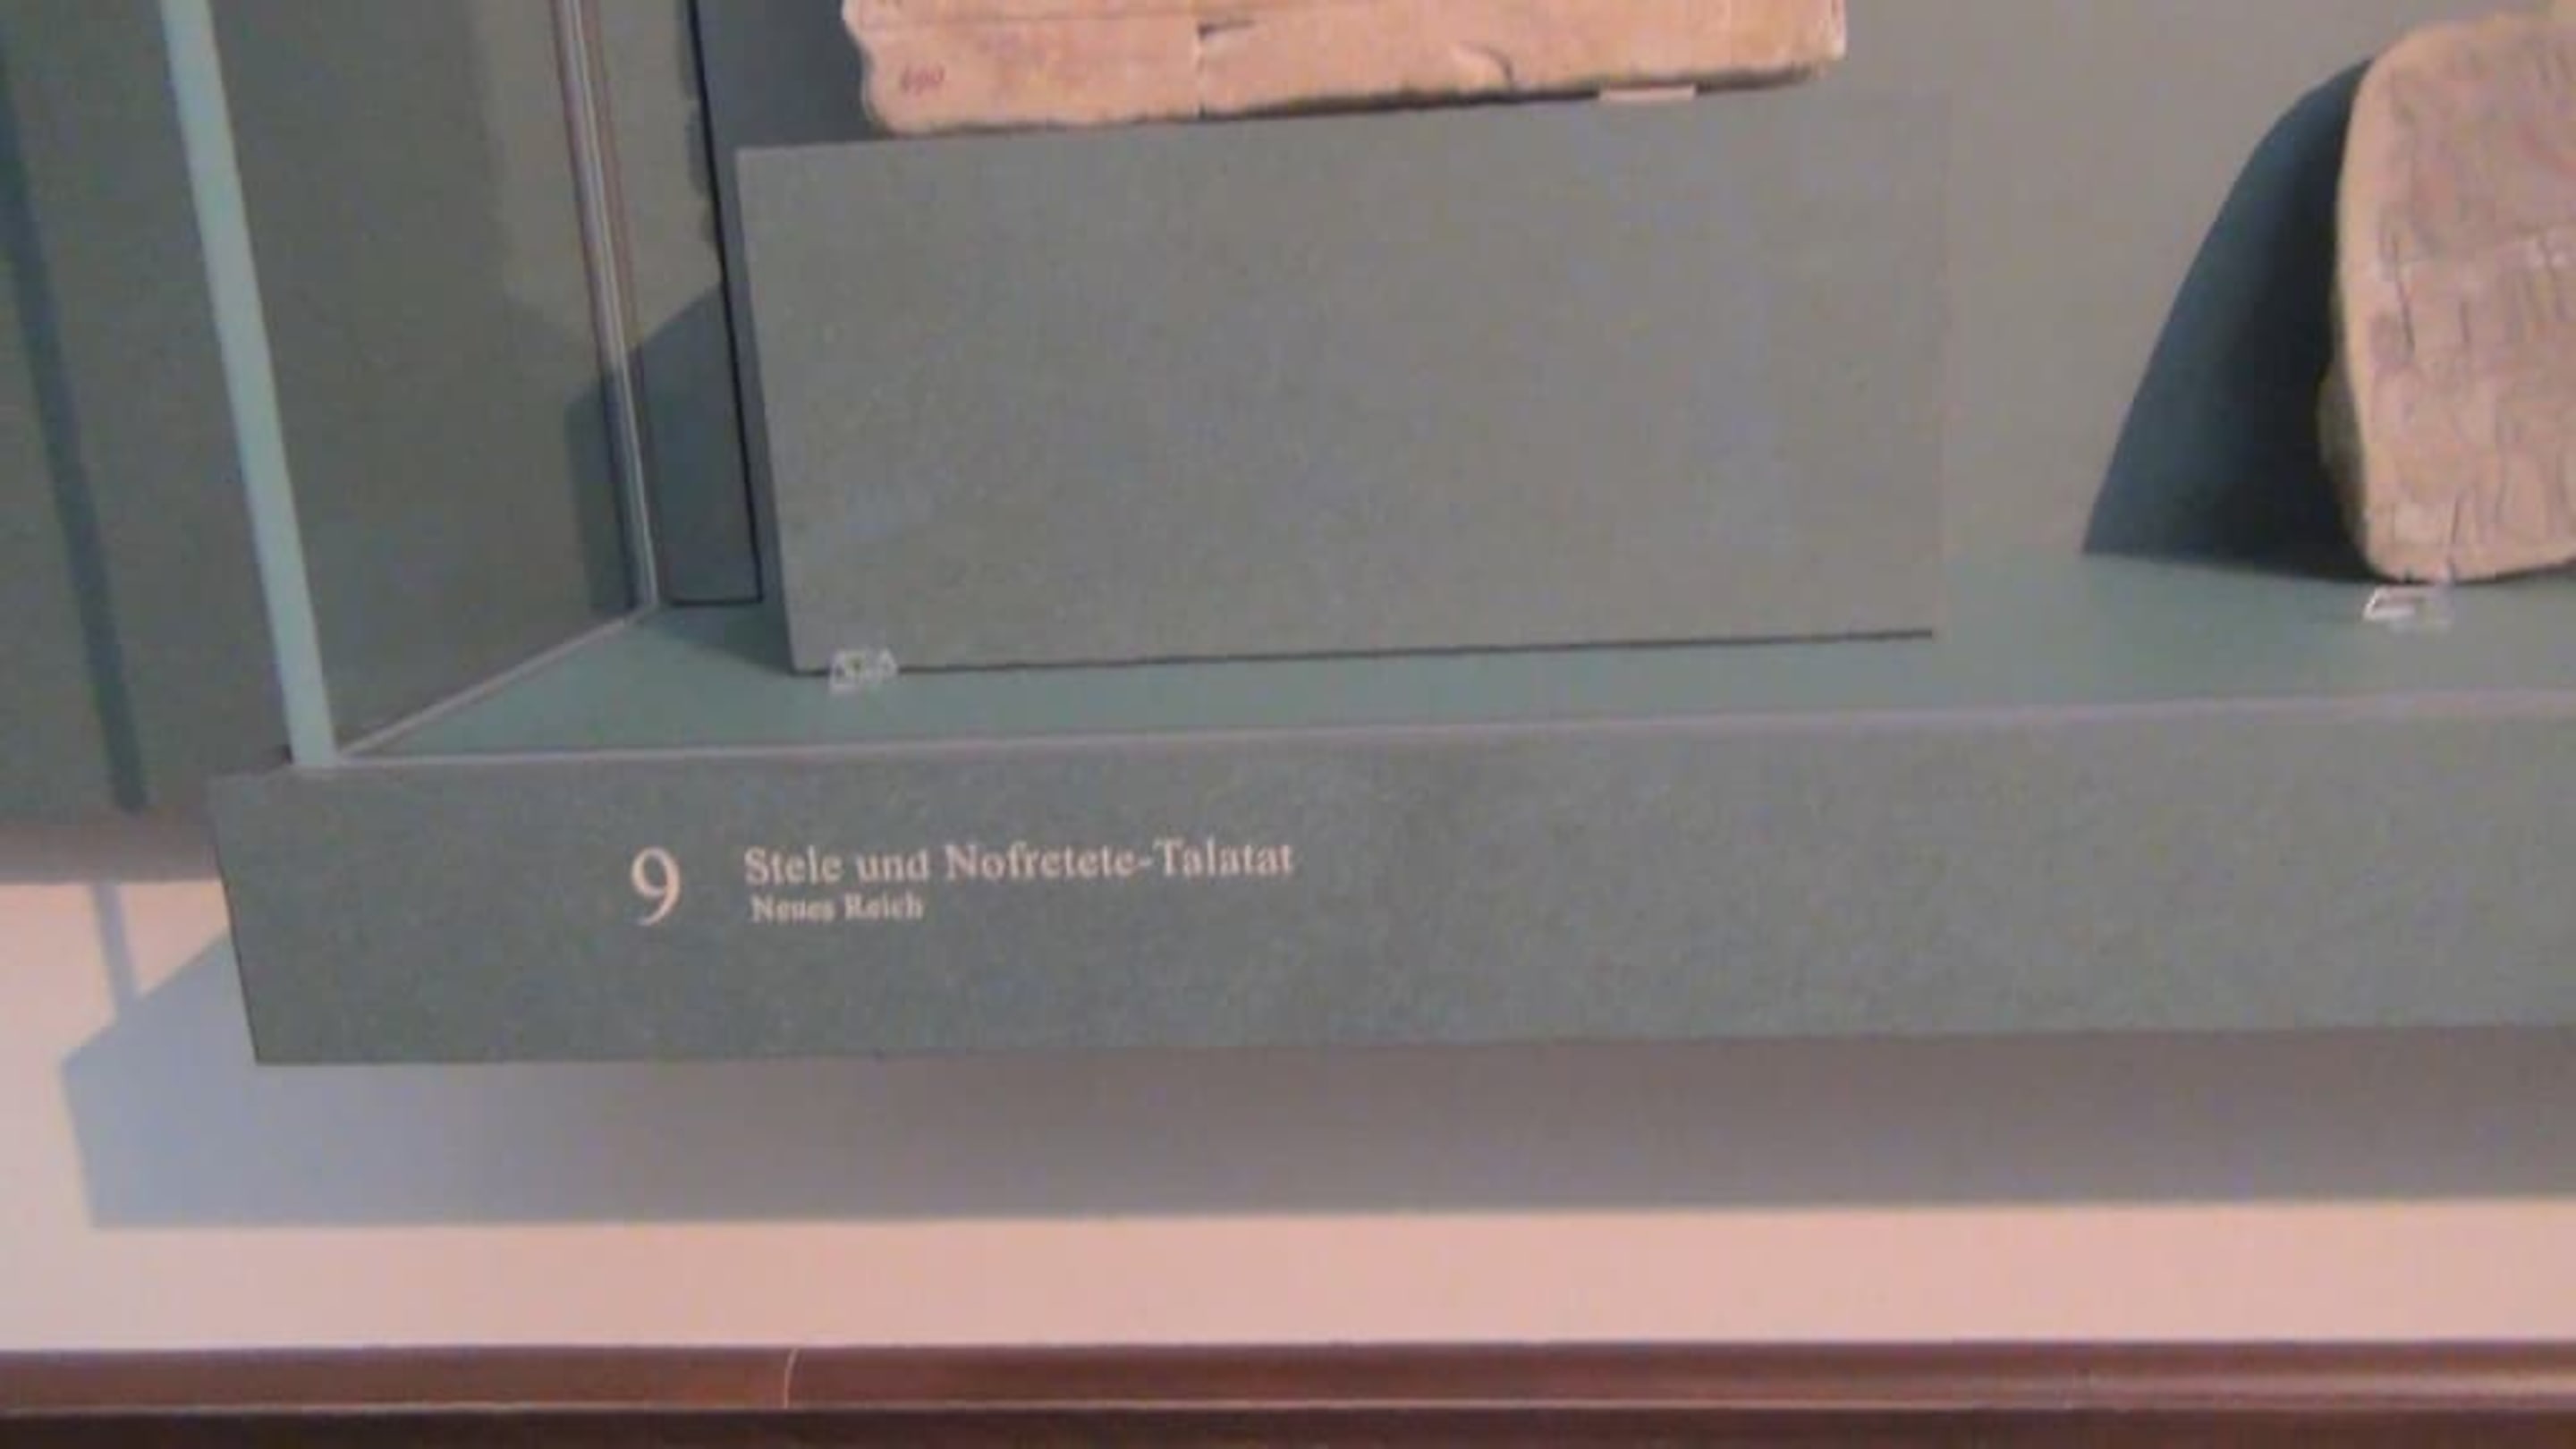 9 Stele und Nofretete-Talatat
Neues Reich